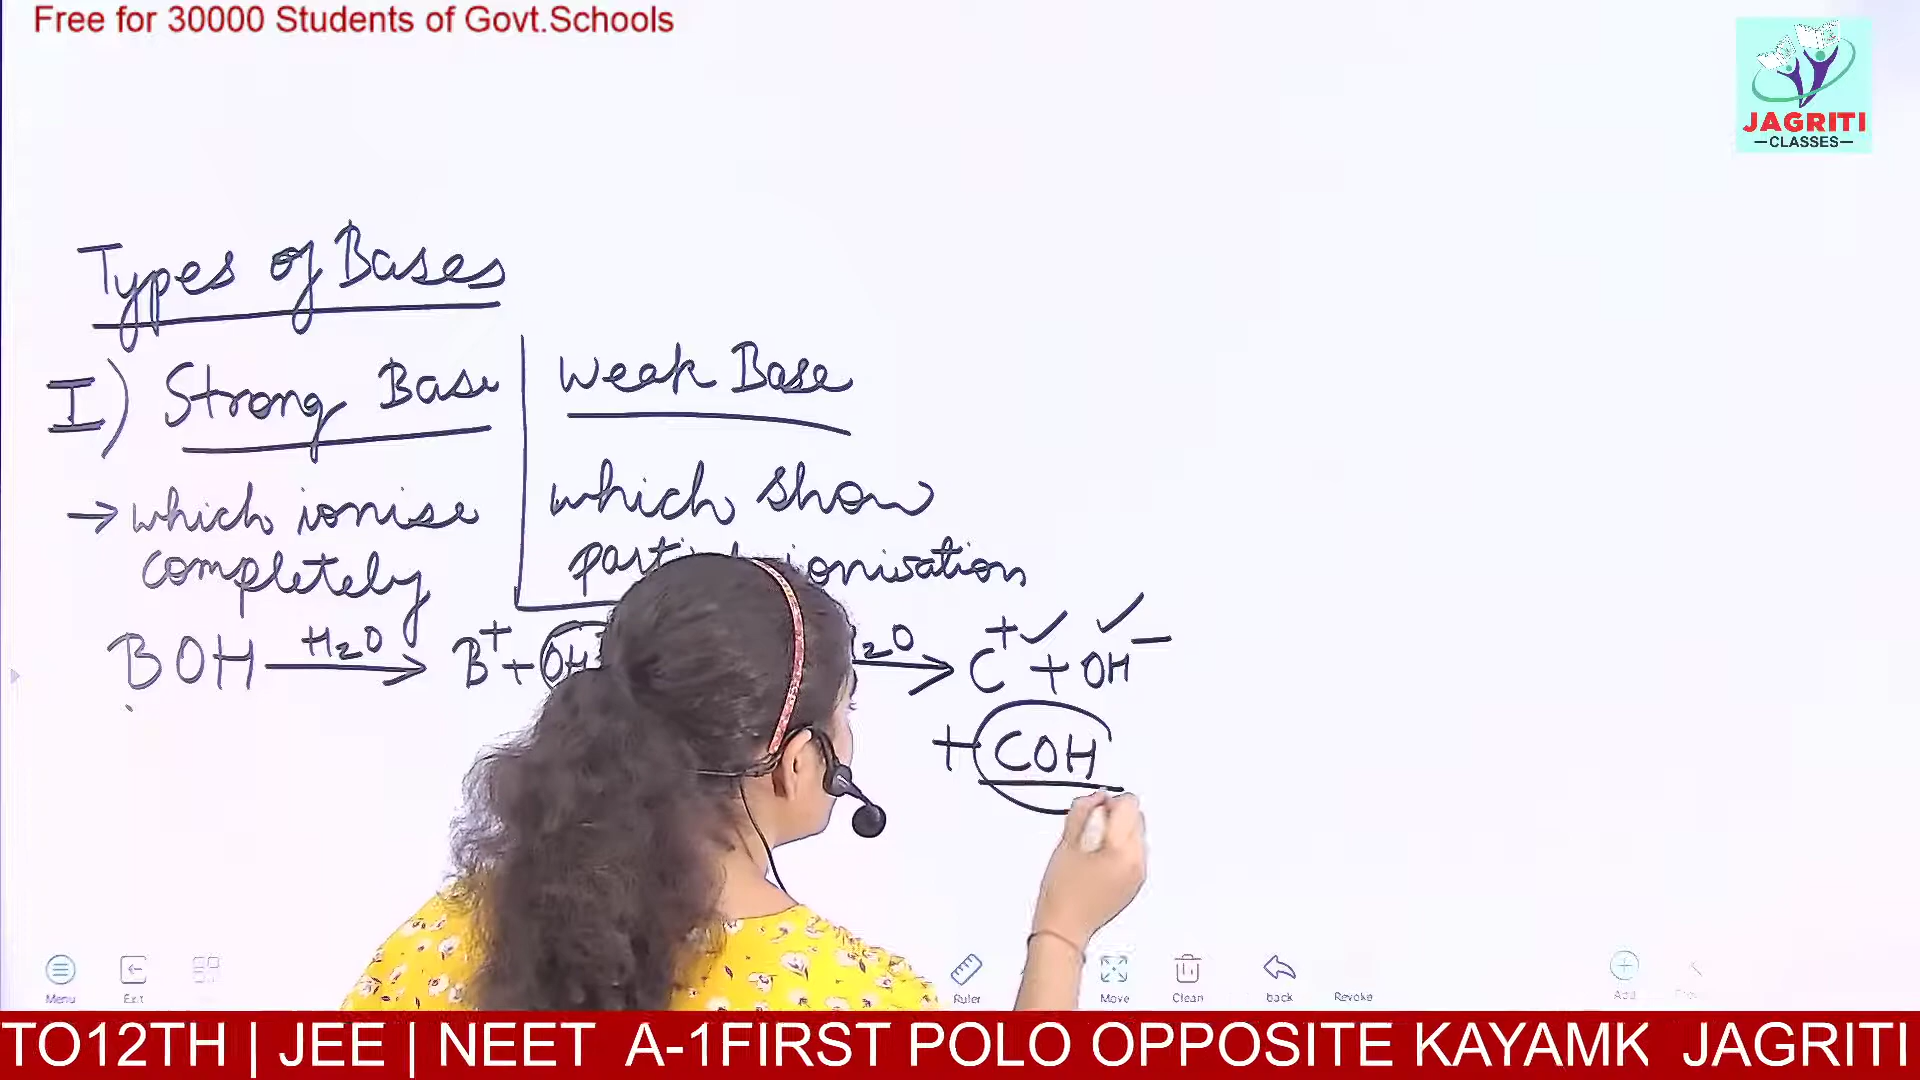 Free for 30000 Students of Govt.Schools
JAGRITI
—CLASSES—
Types of Bases
I) Strong Base
Weak Base
→ which ionise
completely
which show
ionisation
BOH H₂O→ B⁺ + OH
₂O → C⁺ ✓ + OH⁻ ✓
+ COH
Menu
Exit
Ruler
Move
Clean
back
Revoke
Add
TO12TH | JEE | NEET A-1FIRST POLO OPPOSITE KAYAMK JAGRITI